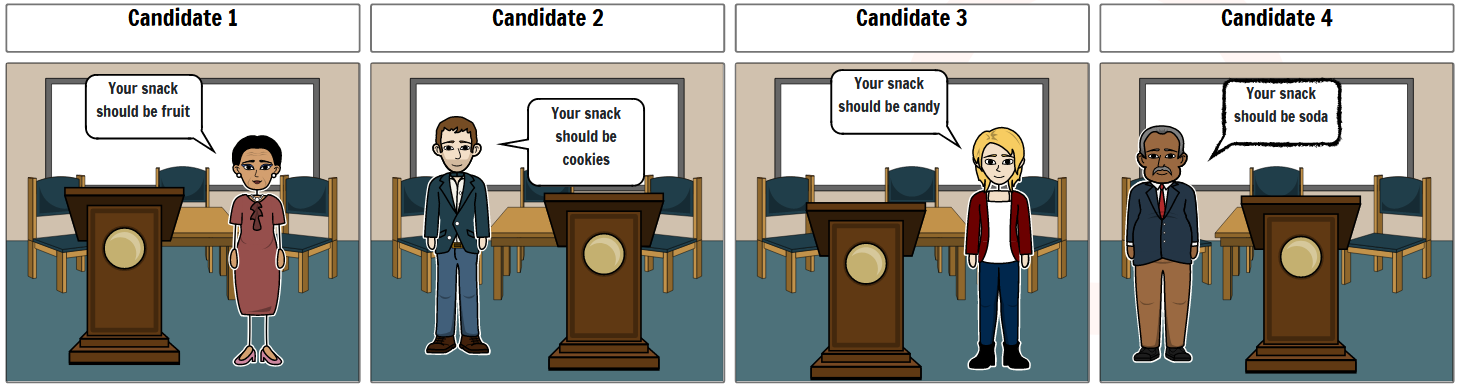 Candidate 1
Candidate 2
Candidate 3
Candidate 4
Your snack
should be fruit
Your snack
should be
cookies
Your snack
should be candy
Your snack
should be soda